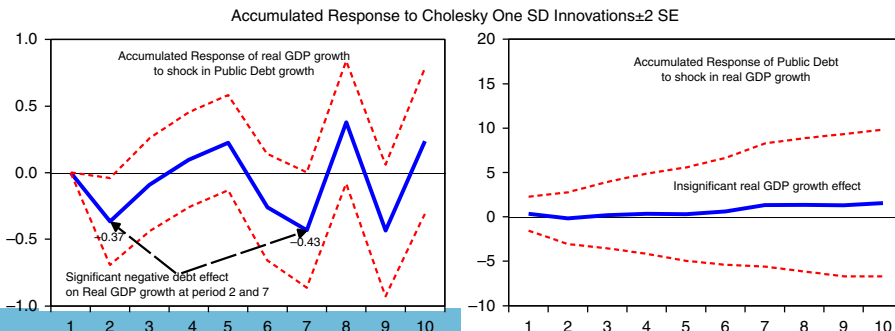 Accumulated Response to Cholesky One SD Innovations±2 SE
Accumulated Response of real GDP growth
to shock in Public Debt growth
1.0
0.5
0.0
−0.5
−1.0
−0.37
−0.43
Significant negative debt effect
on Real GDP growth at period 2 and 7
1 2 3 4 5 6 7 8 9 10
Accumulated Response of Public Debt
to shock in real GDP growth
20
15
10
5
0
−5
−10
Insignificant real GDP growth effect
1 2 3 4 5 6 7 8 9 10